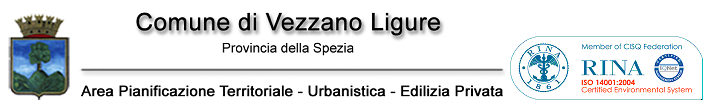 Comune di Vezzano Ligure
Provincia della Spezia
Area Pianificazione Territoriale - Urbanistica - Edilizia Privata
RINA
1861
Member of CISQ Federation
RINA
ISO 14001:2004
Certified Environmental System